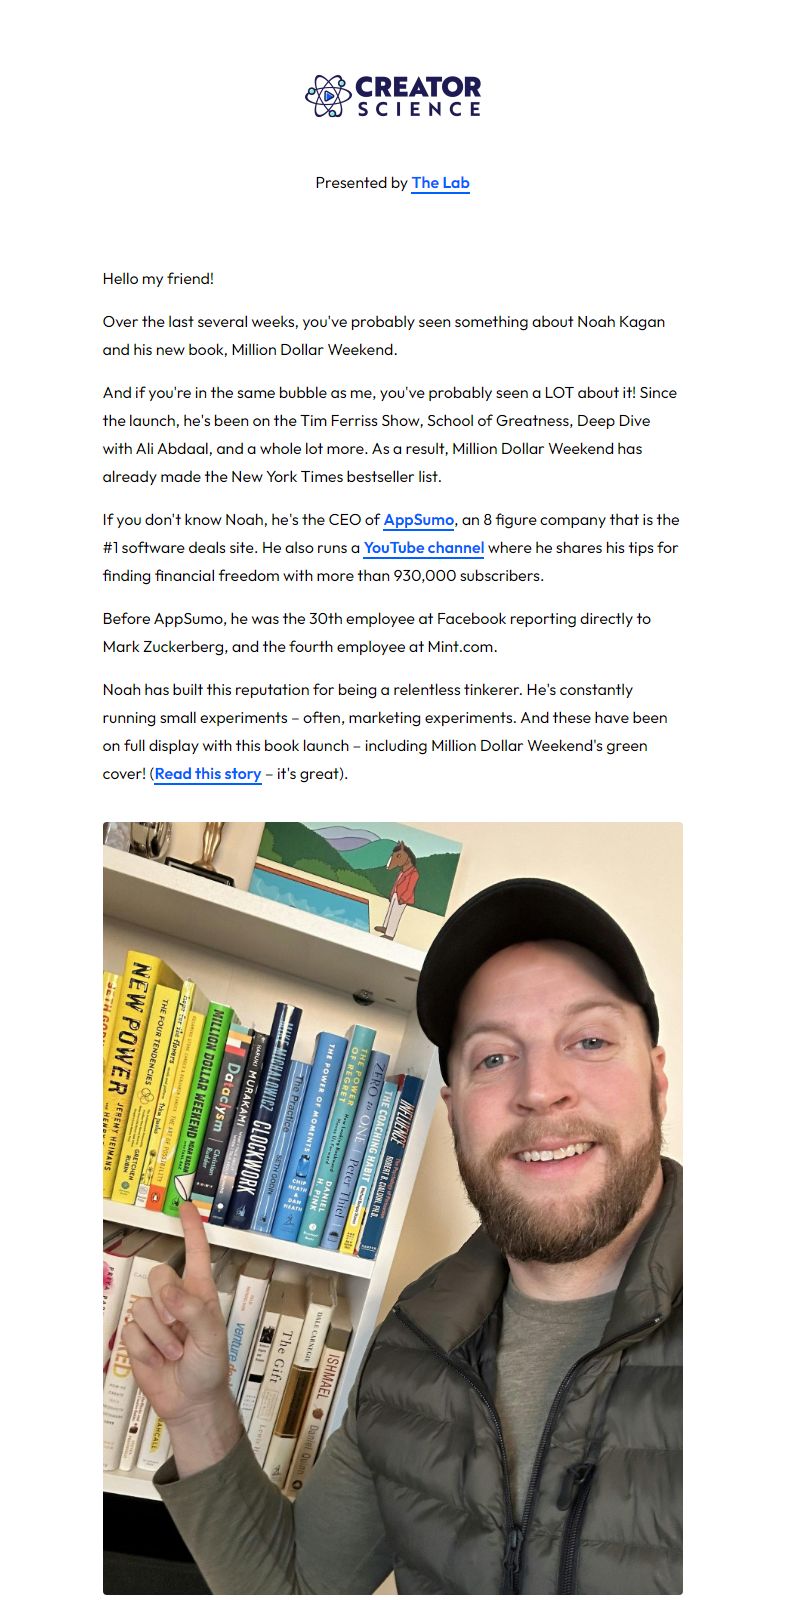 CREATOR
SCIENCE
Presented by The Lab
Hello my friend!
Over the last several weeks, you've probably seen something about Noah Kagan
and his new book, Million Dollar Weekend.
And if you're in the same bubble as me, you've probably seen a LOT about it! Since
the launch, he's been on the Tim Ferriss Show, School of Greatness, Deep Dive
with Ali Abdaal, and a whole lot more. As a result, Million Dollar Weekend has
already made the New York Times bestseller list.
If you don't know Noah, he's the CEO of AppSumo, an 8 figure company that is the
#1 software deals site. He also runs a YouTube channel where he shares his tips for
finding financial freedom with more than 930,000 subscribers.
Before AppSumo, he was the 30th employee at Facebook reporting directly to
Mark Zuckerberg, and the fourth employee at Mint.com.
Noah has built this reputation for being a relentless tinkerer. He's constantly
running small experiments – often, marketing experiments. And these have been
on full display with this book launch – including Million Dollar Weekend's green
cover! (Read this story – it's great).
NEW POWER
JEREMY HEIMANS
THE FOUR TENDENCIES
GRETCHEN RUBIN
MILLION DOLLAR WEEKEND NOAH KAGAN
Dataclysm
Christian Rudder
HARUKI MURAKAMI
MIKE MICHALOWICZ
CLOCKWORK
The Practice
SETH GODIN
THE POWER OF MOMENTS
CHIP HEATH & DAN HEATH
THE POWER OF REGRET
DANIEL H. PINK
ZERO to ONE
Peter Thiel
THE COACHING HABIT
INFLUENCE
ROBERT B. CIALDINI, PH.D.
venture deals
The Gift
DALE CARNEGIE
ISHMAEL
Daniel Quinn